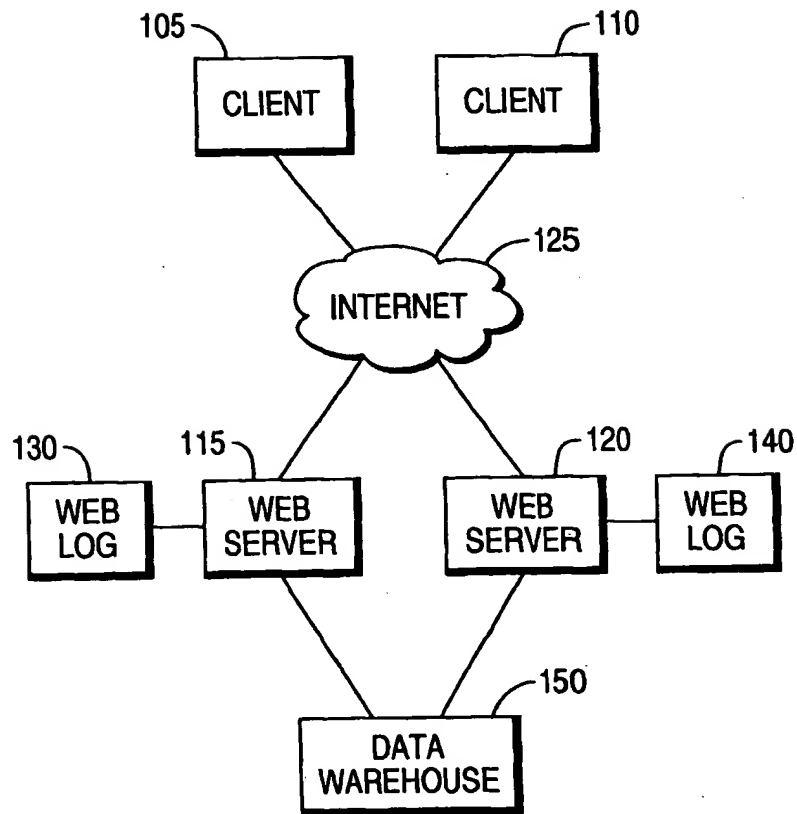 105
110
CLIENT
CLIENT
125
INTERNET
130
115
120
140
WEB
LOG
WEB
SERVER
WEB
SERVER
WEB
LOG
150
DATA
WAREHOUSE